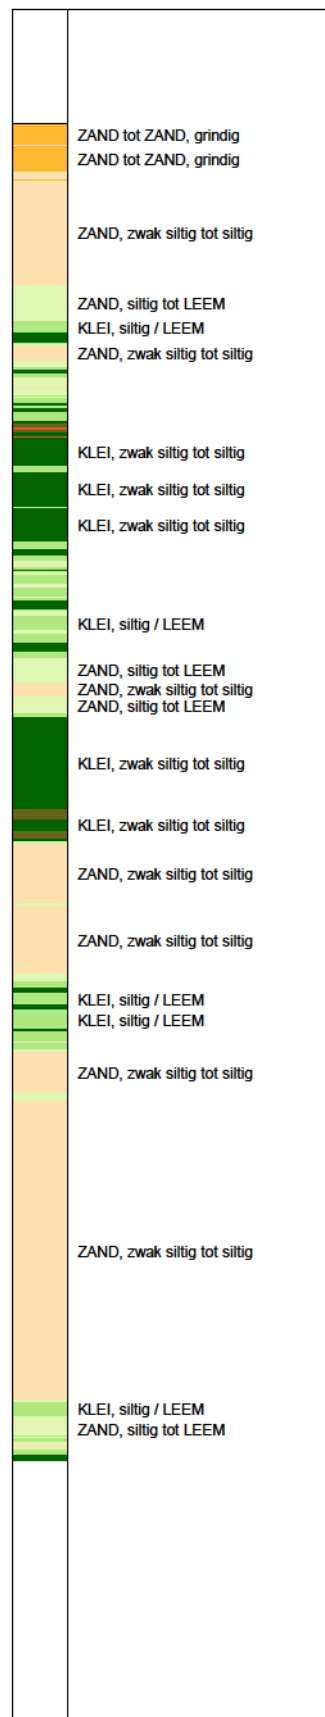 ZAND tot ZAND, grindig
ZAND tot ZAND, grindig
ZAND, zwak siltig tot siltig
ZAND, siltig tot LEEM
KLEI, siltig / LEEM
ZAND, zwak siltig tot siltig
KLEI, zwak siltig tot siltig
KLEI, zwak siltig tot siltig
KLEI, zwak siltig tot siltig
KLEI, siltig / LEEM
ZAND, siltig tot LEEM
ZAND, zwak siltig tot siltig
ZAND, siltig tot LEEM
KLEI, zwak siltig tot siltig
KLEI, zwak siltig tot siltig
ZAND, zwak siltig tot siltig
ZAND, zwak siltig tot siltig
KLEI, siltig / LEEM
KLEI, siltig / LEEM
ZAND, zwak siltig tot siltig
ZAND, zwak siltig tot siltig
KLEI, siltig / LEEM
ZAND, siltig tot LEEM